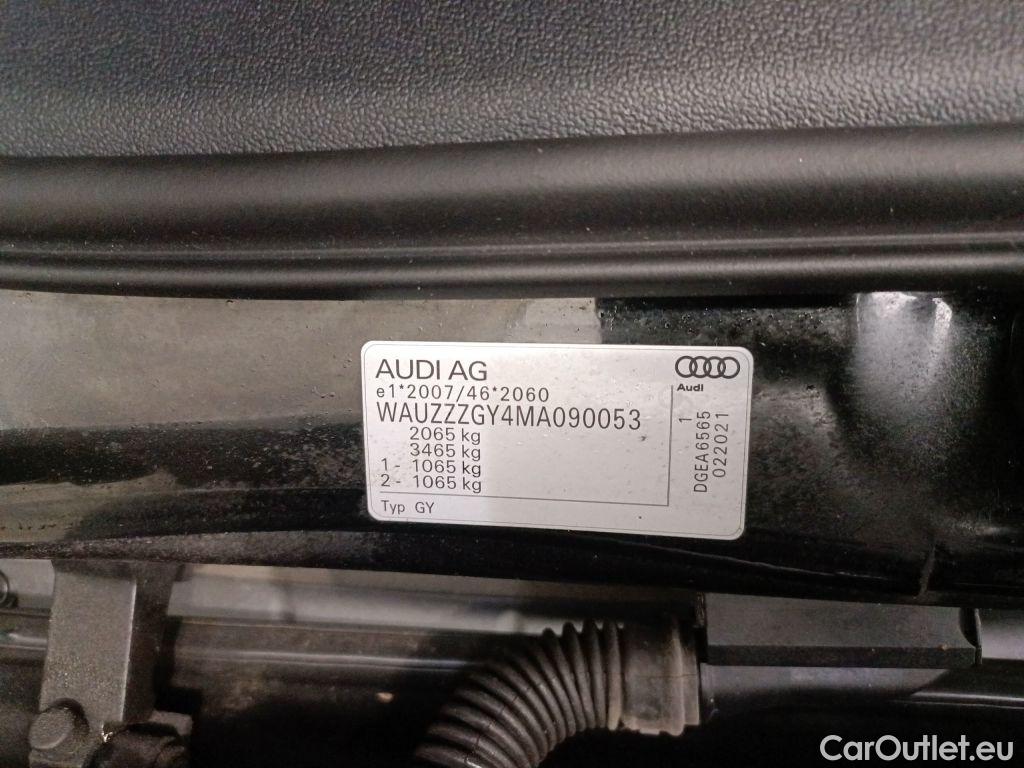 AUDI AG
Audi
e1*2007/46*2060
WAUZZZGY4MA090053
2065 kg
3465 kg
1 - 1065 kg
2 - 1065 kg
Typ GY
DGEA6565 1
022021
CarOutlet.eu